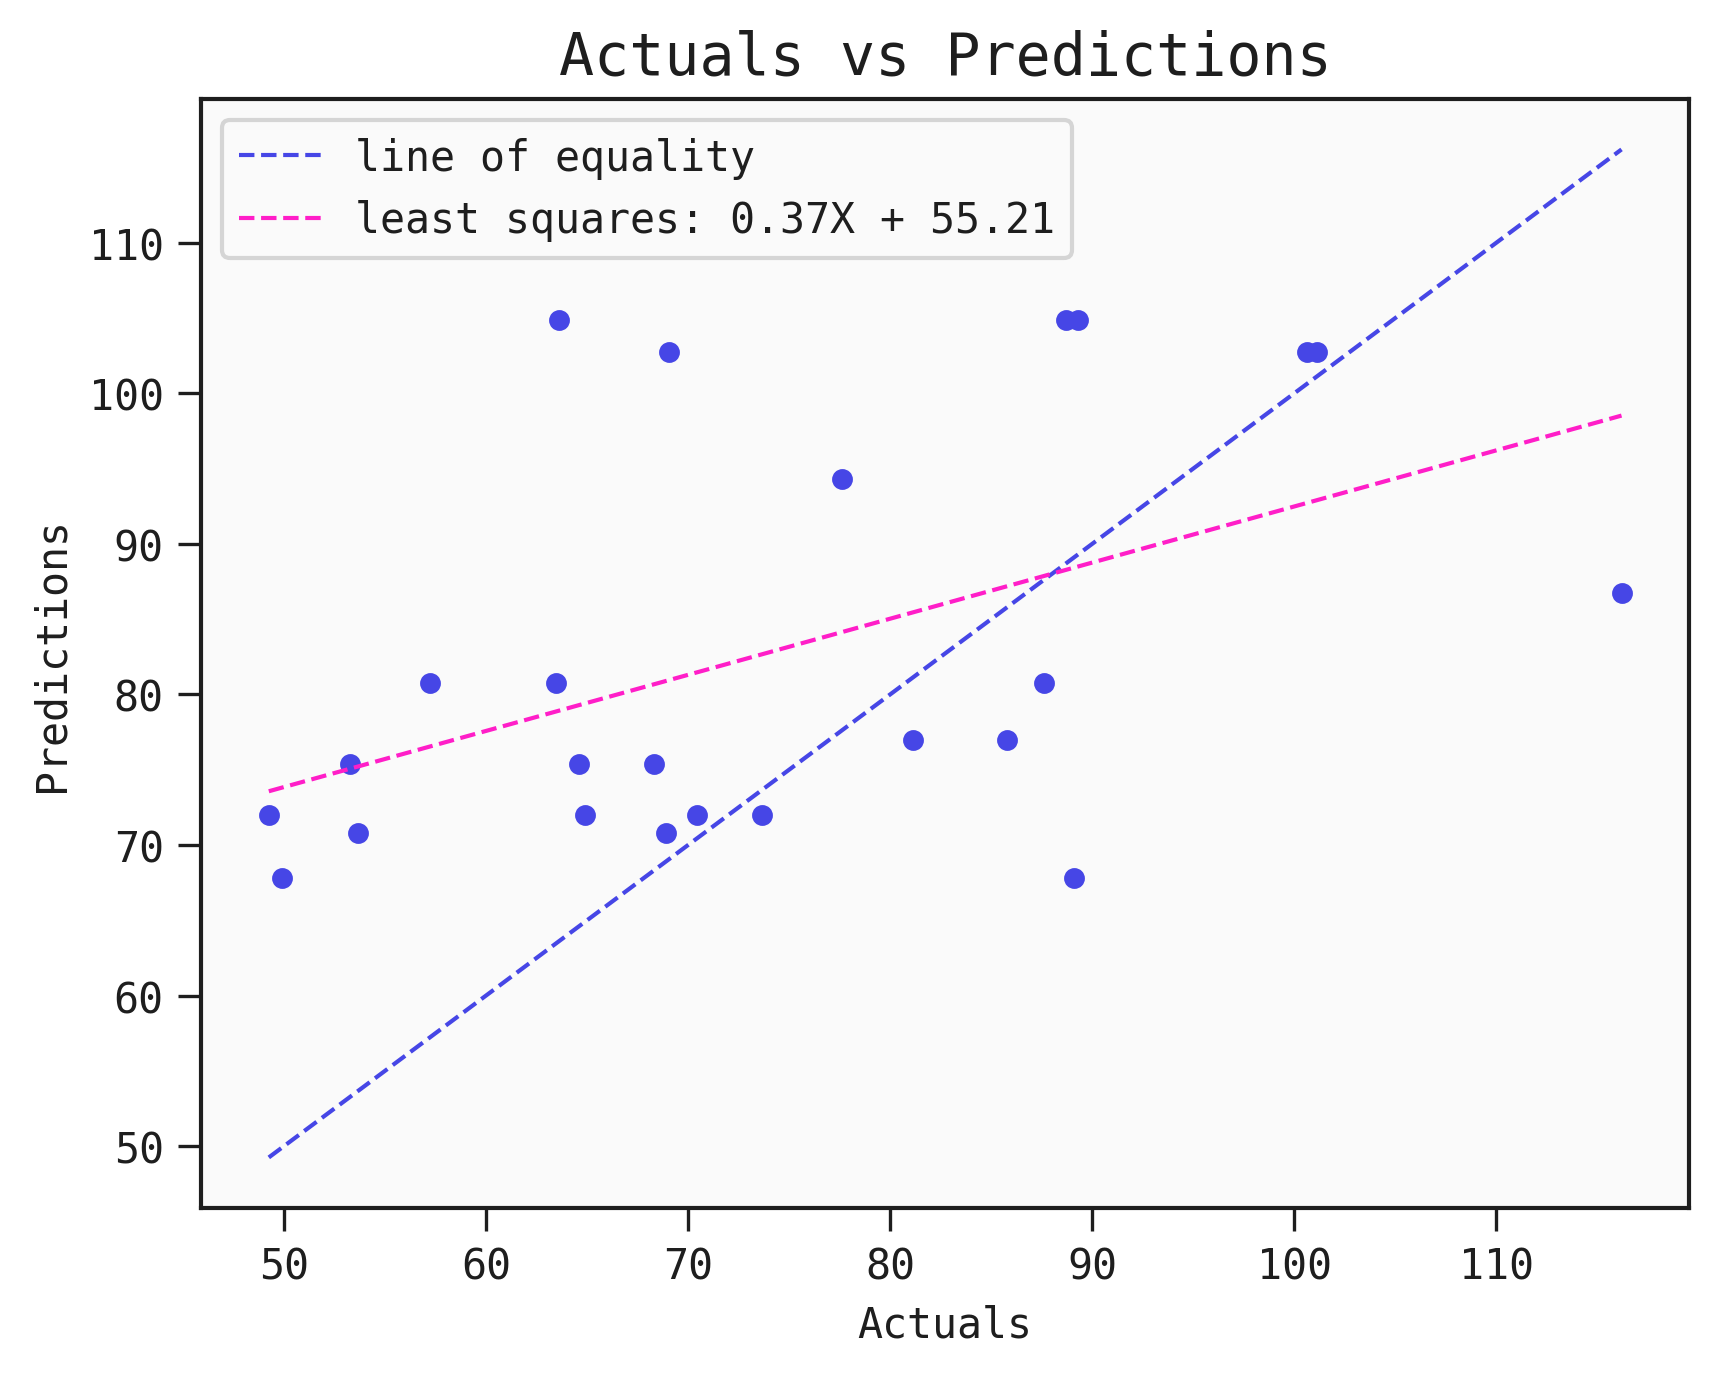 Actuals vs Predictions
line of equality
least squares: 0.37X + 55.21
110
100
90
80
70
60
50
Predictions
50 60 70 80 90 100 110
Actuals